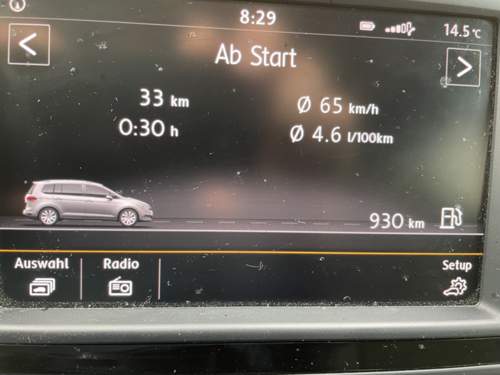 8:29
14.5°C
Ab Start
33 km
Ø 65 km/h
0:30 h
Ø 4.6 l/100km
930 km
Auswahl
Radio
Setup